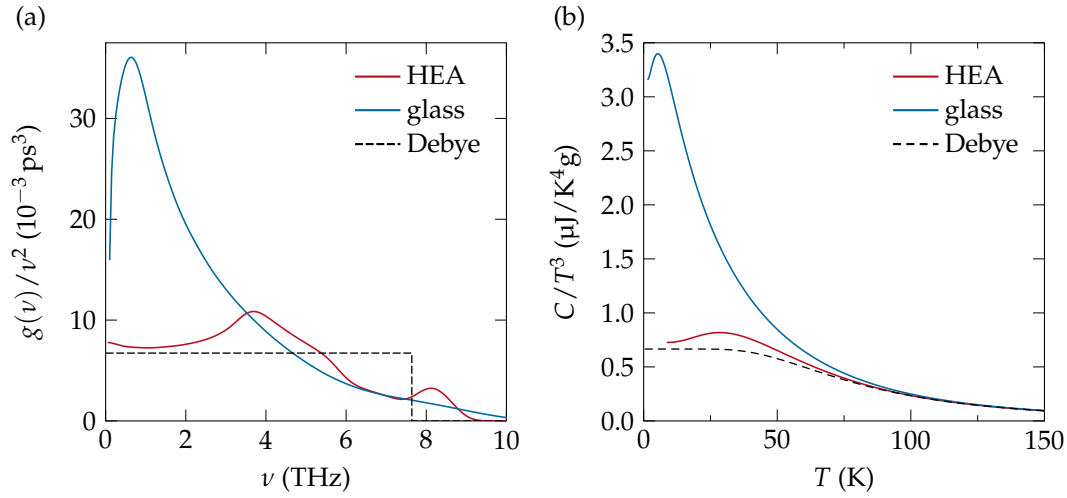 (a)
g(ν)/ν² (10⁻³ ps³)
30
20
10
0
HEA
glass
Debye
0 2 4 6 8 10
ν (THz)
(b)
C/T³ (µJ/K⁴g)
3.5
3.0
2.5
2.0
1.5
1.0
0.5
0.0
HEA
glass
Debye
0 50 100 150
T (K)